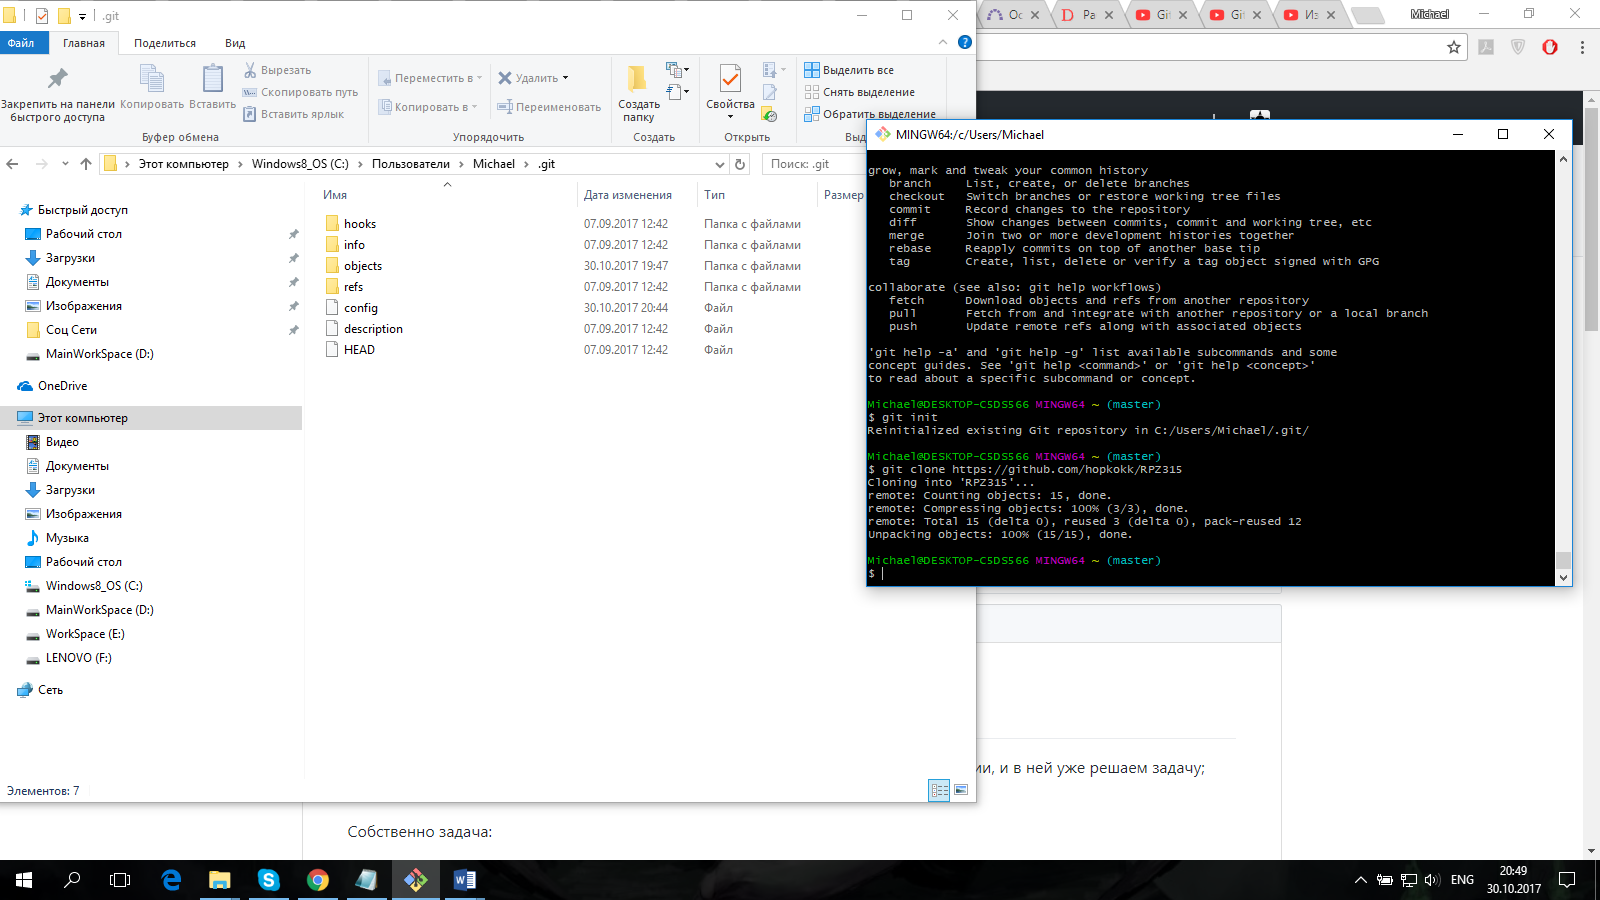 .git
Файл Главная Поделиться Вид
Закрепить на панели быстрого доступа
Копировать
Вставить
Вырезать
Скопировать путь
Вставить ярлык
Буфер обмена
Переместить в
Копировать в
Удалить
Переименовать
Упорядочить
Создать папку
Создать
Свойства
Открыть
Выделить все
Снять выделение
Обратить выделение
Выд
Этот компьютер > Windows8_OS (C:) > Пользователи > Michael > .git
Поиск: .git
Быстрый доступ
Рабочий стол
Загрузки
Документы
Изображения
Соц Сети
MainWorkSpace (D:)
OneDrive
Этот компьютер
Видео
Документы
Загрузки
Изображения
Музыка
Рабочий стол
Windows8_OS (C:)
MainWorkSpace (D:)
WorkSpace (E:)
LENOVO (F:)
Сеть
Имя Дата изменения Тип Размер
hooks 07.09.2017 12:42 Папка с файлами
info 07.09.2017 12:42 Папка с файлами
objects 30.10.2017 19:47 Папка с файлами
refs 07.09.2017 12:42 Папка с файлами
config 30.10.2017 20:44 Файл
description 07.09.2017 12:42 Файл
HEAD 07.09.2017 12:42 Файл
Элементов: 7
Ос Ра Gi Gi Из Michael
MINGW64:/c/Users/Michael
grow, mark and tweak your common history
branch List, create, or delete branches
checkout Switch branches or restore working tree files
commit Record changes to the repository
diff Show changes between commits, commit and working tree, etc
merge Join two or more development histories together
rebase Reapply commits on top of another base tip
tag Create, list, delete or verify a tag object signed with GPG
collaborate (see also: git help workflows)
fetch Download objects and refs from another repository
pull Fetch from and integrate with another repository or a local branch
push Update remote refs along with associated objects
'git help -a' and 'git help -g' list available subcommands and some
concept guides. See 'git help <command>' or 'git help <concept>'
to read about a specific subcommand or concept.
Michael@DESKTOP-C5DS566 MINGW64 ~ (master)
$ git init
Reinitialized existing Git repository in C:/Users/Michael/.git/
Michael@DESKTOP-C5DS566 MINGW64 ~ (master)
$ git clone https://github.com/hopkokk/RPZ315
Cloning into 'RPZ315'...
remote: Counting objects: 15, done.
remote: Compressing objects: 100% (3/3), done.
remote: Total 15 (delta 0), reused 3 (delta 0), pack-reused 12
Unpacking objects: 100% (15/15), done.
Michael@DESKTOP-C5DS566 MINGW64 ~ (master)
$
ии, и в ней уже решаем задачу;
Собственно задача:
ENG
20:49
30.10.2017